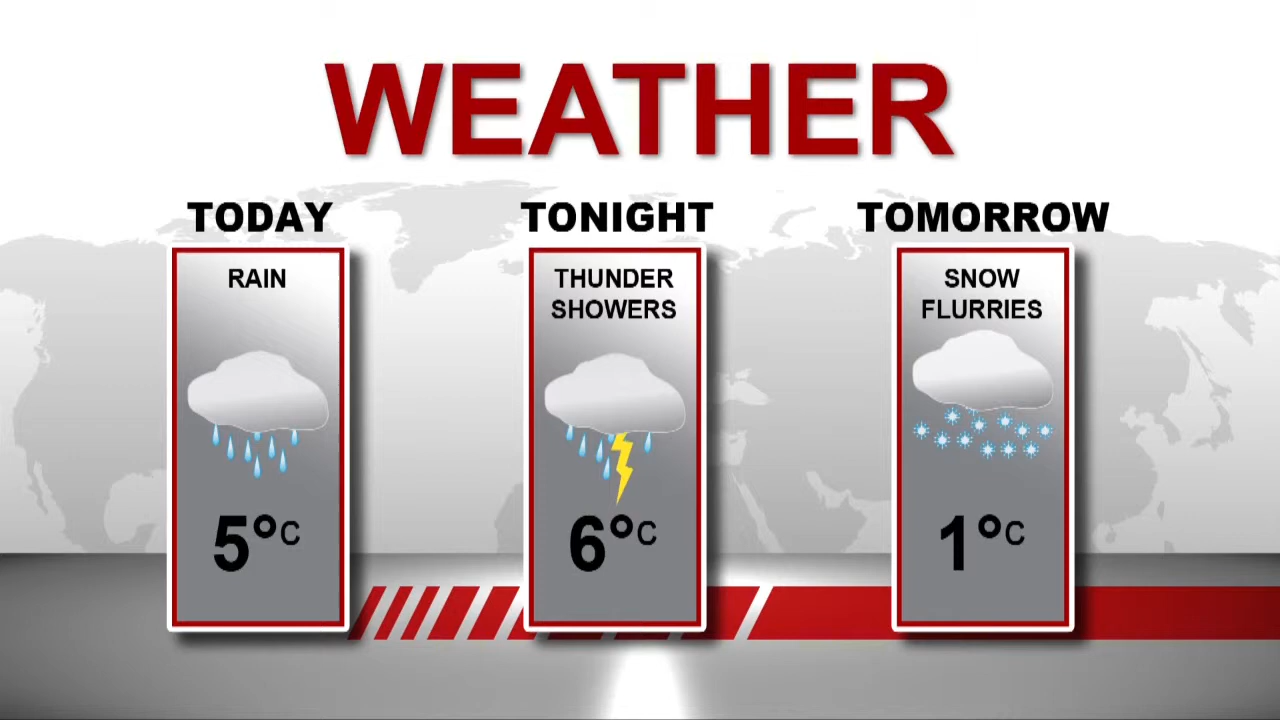 WEATHER
TODAY
RAIN
5°C
TONIGHT
THUNDER
SHOWERS
6°C
TOMORROW
SNOW
FLURRIES
1°C